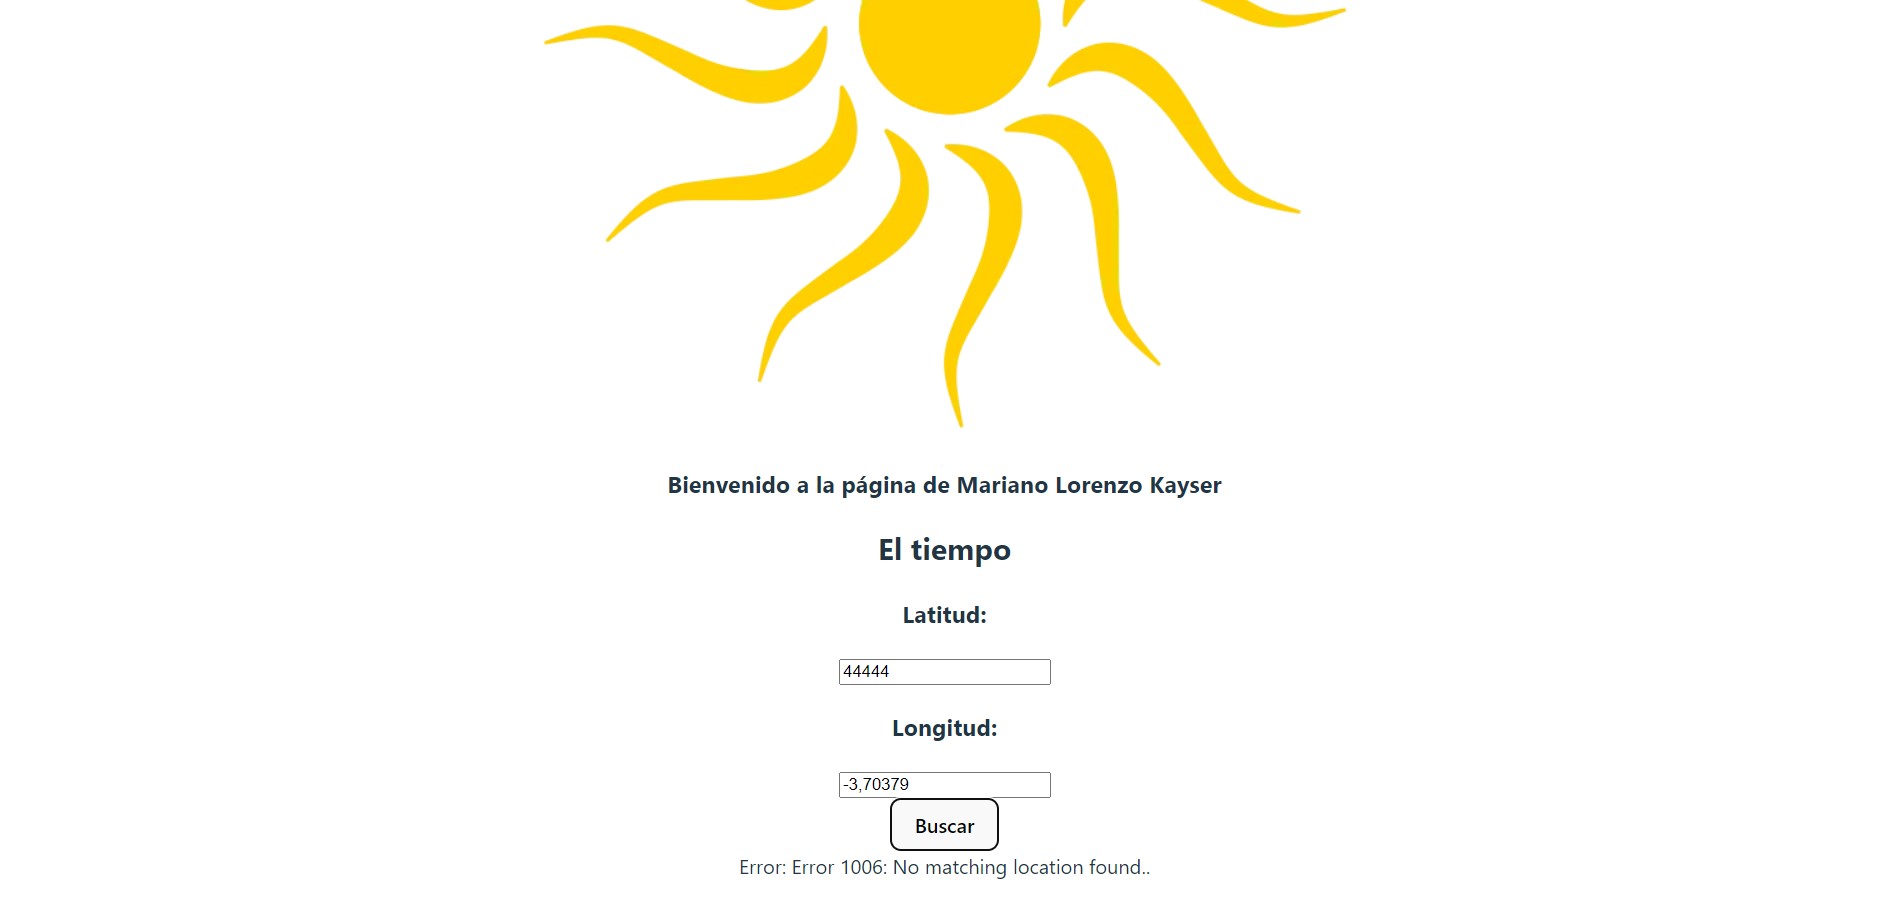 Bienvenido a la página de Mariano Lorenzo Kayser
El tiempo
Latitud:
44444
Longitud:
-3,70379
Buscar
Error: Error 1006: No matching location found..